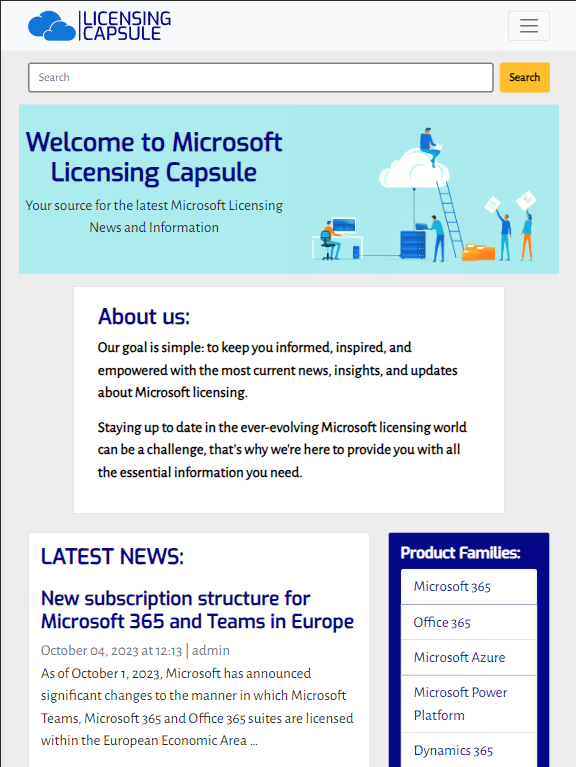 LICENSING
CAPSULE
Search
Search
Welcome to Microsoft
Licensing Capsule
Your source for the latest Microsoft Licensing
News and Information
About us:
Our goal is simple: to keep you informed, inspired, and
empowered with the most current news, insights, and updates
about Microsoft licensing.
Staying up to date in the ever-evolving Microsoft licensing world
can be a challenge, that's why we're here to provide you with all
the essential information you need.
LATEST NEWS:
New subscription structure for
Microsoft 365 and Teams in Europe
October 04, 2023 at 12:13 | admin
As of October 1, 2023, Microsoft has announced
significant changes to the manner in which Microsoft
Teams, Microsoft 365 and Office 365 suites are licensed
within the European Economic Area ...
Product Families:
Microsoft 365
Office 365
Microsoft Azure
Microsoft Power
Platform
Dynamics 365